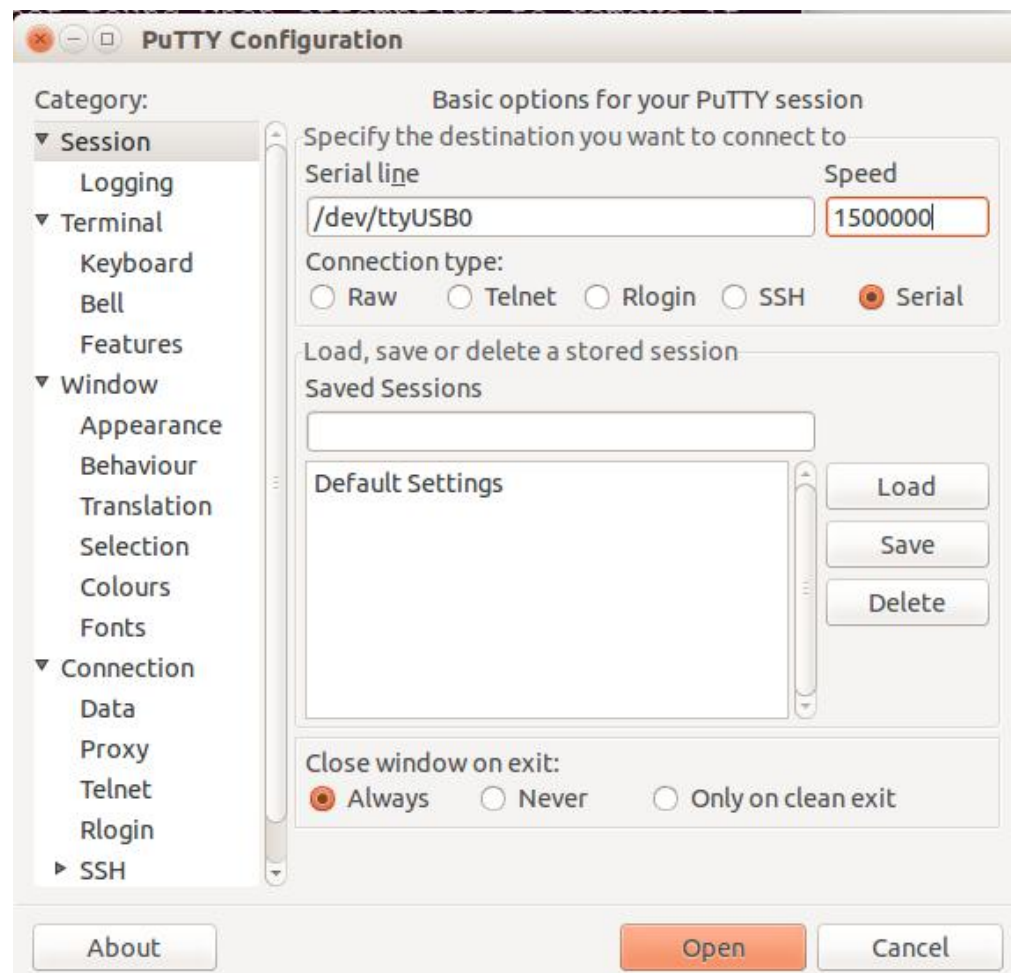 PuTTY Configuration
Category:
Session
Logging
Terminal
Keyboard
Bell
Features
Window
Appearance
Behaviour
Translation
Selection
Colours
Fonts
Connection
Data
Proxy
Telnet
Rlogin
SSH
Basic options for your PuTTY session
Specify the destination you want to connect to
Serial line Speed
/dev/ttyUSB0 1500000
Connection type:
Raw Telnet Rlogin SSH Serial
Load, save or delete a stored session
Saved Sessions
Default Settings
Load
Save
Delete
Close window on exit:
Always Never Only on clean exit
About Open Cancel